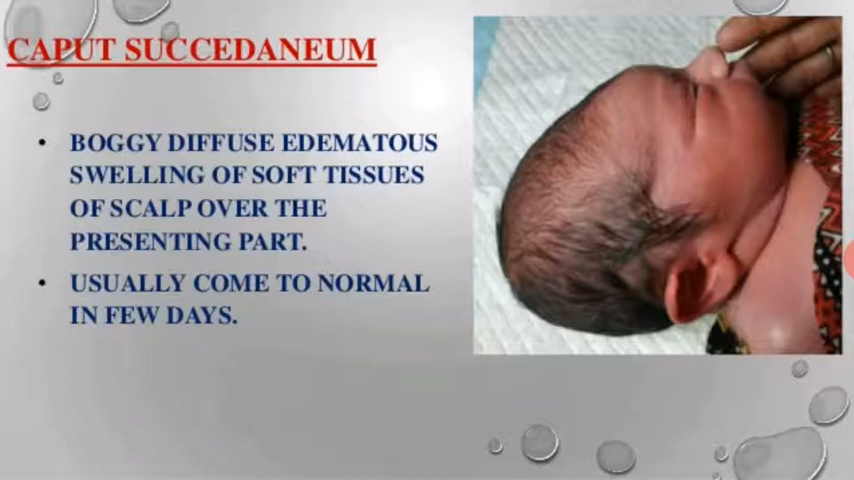 CAPUT SUCCEDANEUM
• BOGGY DIFFUSE EDEMATOUS
SWELLING OF SOFT TISSUES
OF SCALP OVER THE
PRESENTING PART.
• USUALLY COME TO NORMAL
IN FEW DAYS.